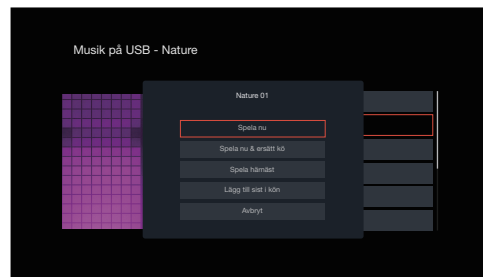 Musik på USB - Nature
Nature 01
Spela nu
Spela nu & ersätt kö
Spela härnäst
Lägg till sist i kön
Avbryt